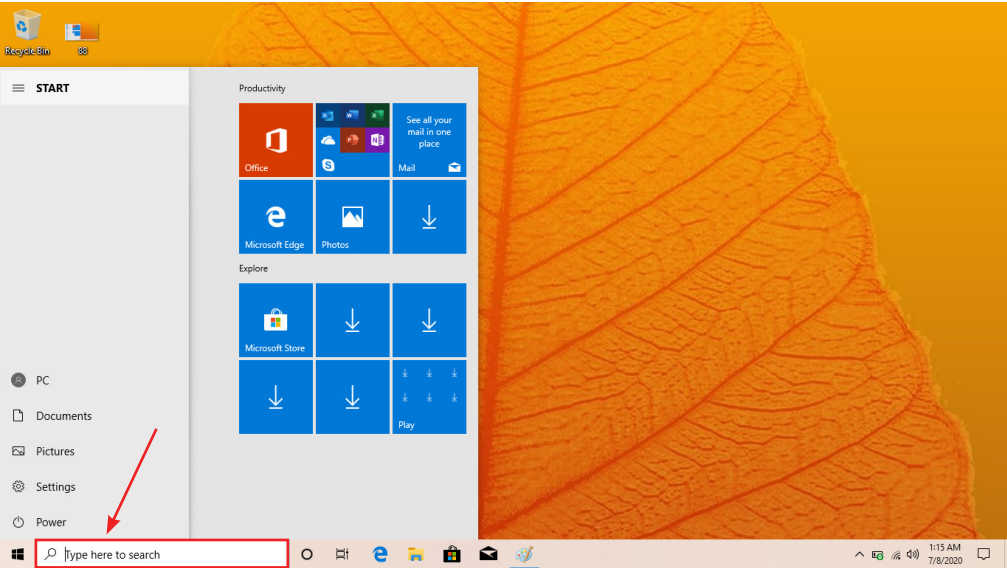 Recycle Bin
88
START
Productivity
Office
See all your
mail in one
place
Mail
Microsoft Edge
Photos
Explore
Microsoft Store
Play
PC
Documents
Pictures
Settings
Power
Type here to search
1:15 AM
7/8/2020